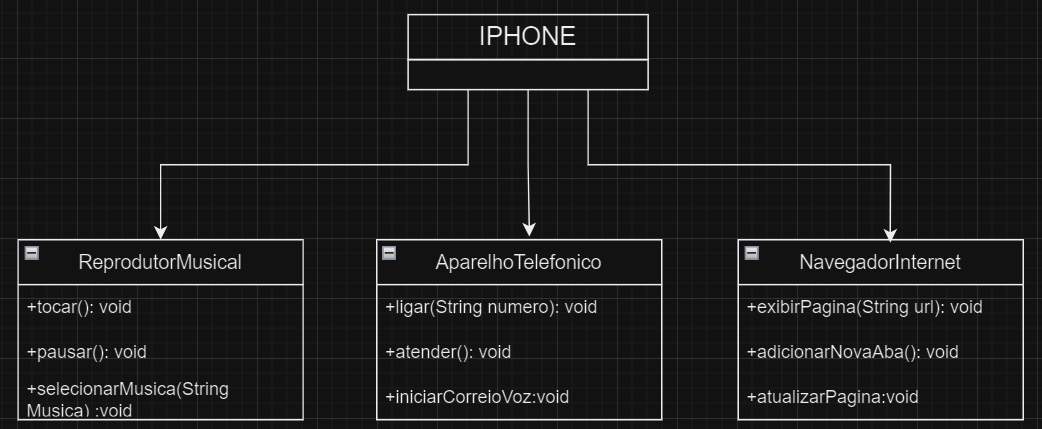 IPHONE
ReprodutorMusical
+tocar(): void
+pausar(): void
+selecionarMusica(String
Musica) :void
AparelhoTelefonico
+ligar(String numero): void
+atender(): void
+iniciarCorreioVoz:void
NavegadorInternet
+exibirPagina(String url): void
+adicionarNovaAba(): void
+atualizarPagina:void